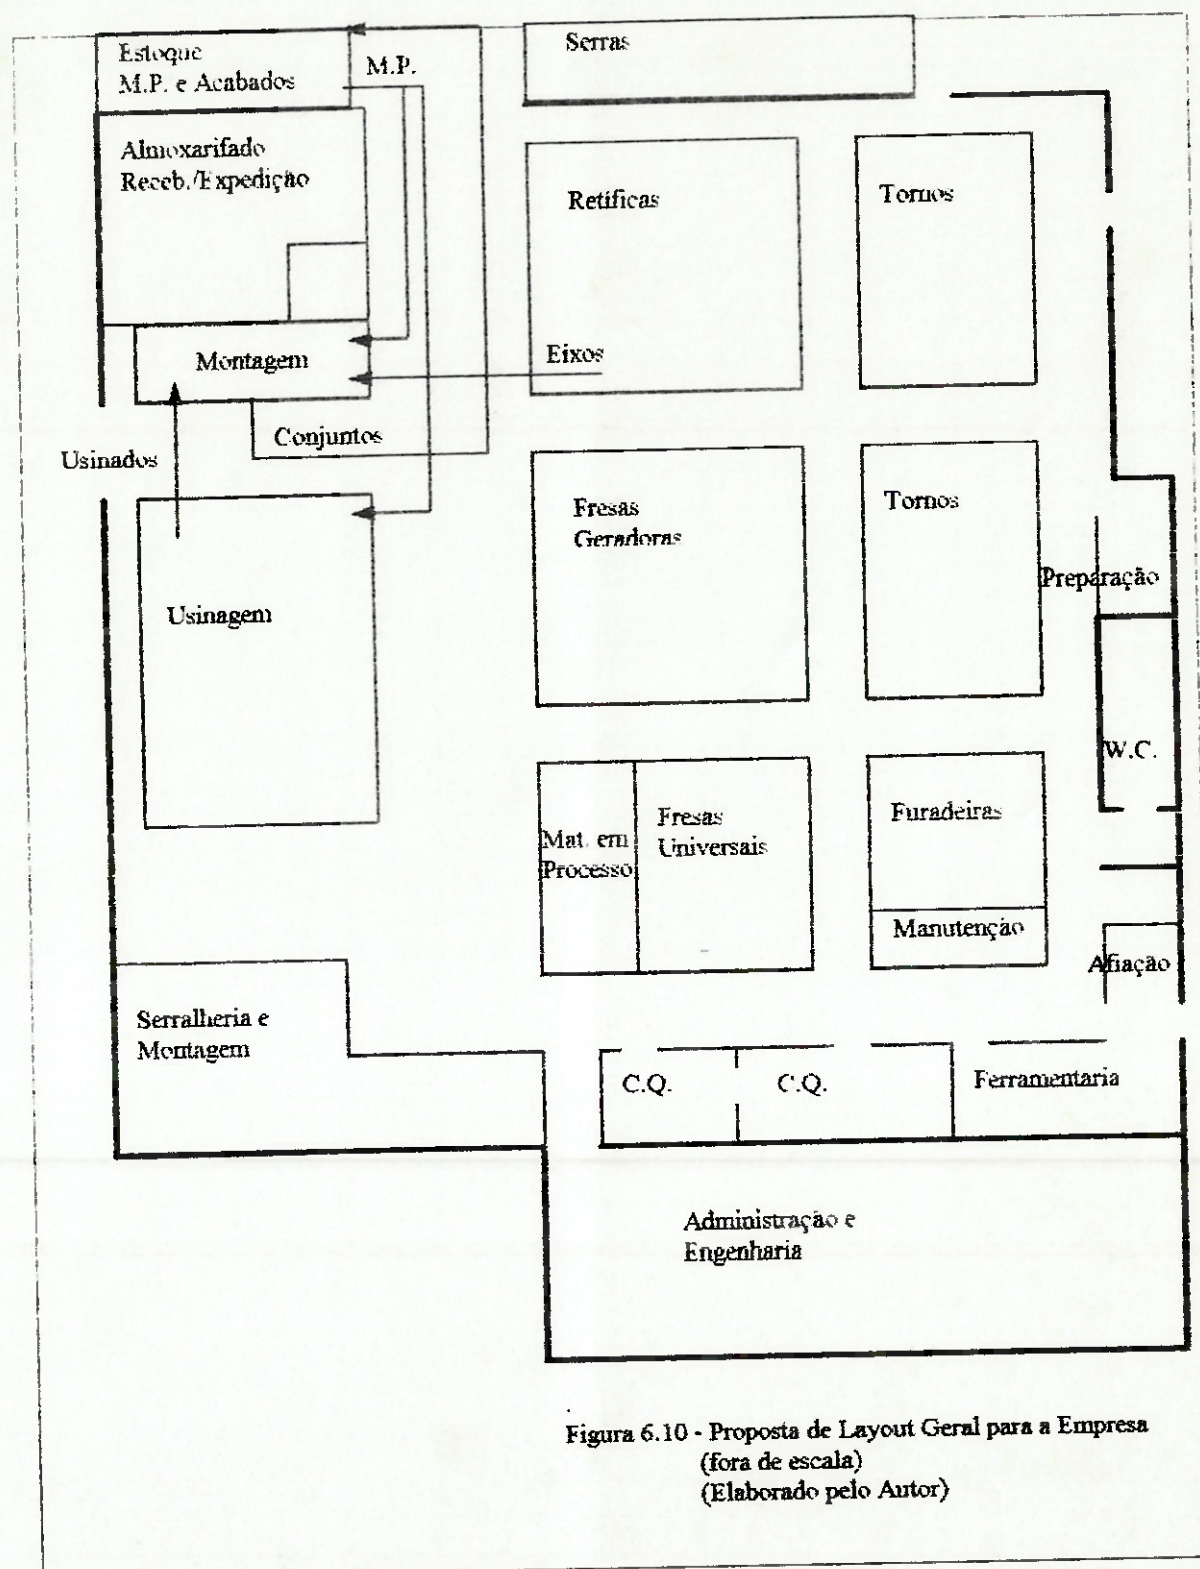 Estoque
M.P. e Acabados
M.P.
Serras
Almoxarifado
Receb./Expedição
Retíficas
Tornos
Montagem
Eixos
Conjuntos
Usinados
Fresas
Geradoras
Tornos
Preparação
Usinagem
W.C.
Mat. em
Processo
Fresas
Universais
Furadeiras
Manutenção
Afiação
Serralheria e
Montagem
C.Q.
C.Q.
Ferramentaria
Administração e
Engenharia
Figura 6.10 - Proposta de Layout Geral para a Empresa
(fora de escala)
(Elaborado pelo Autor)